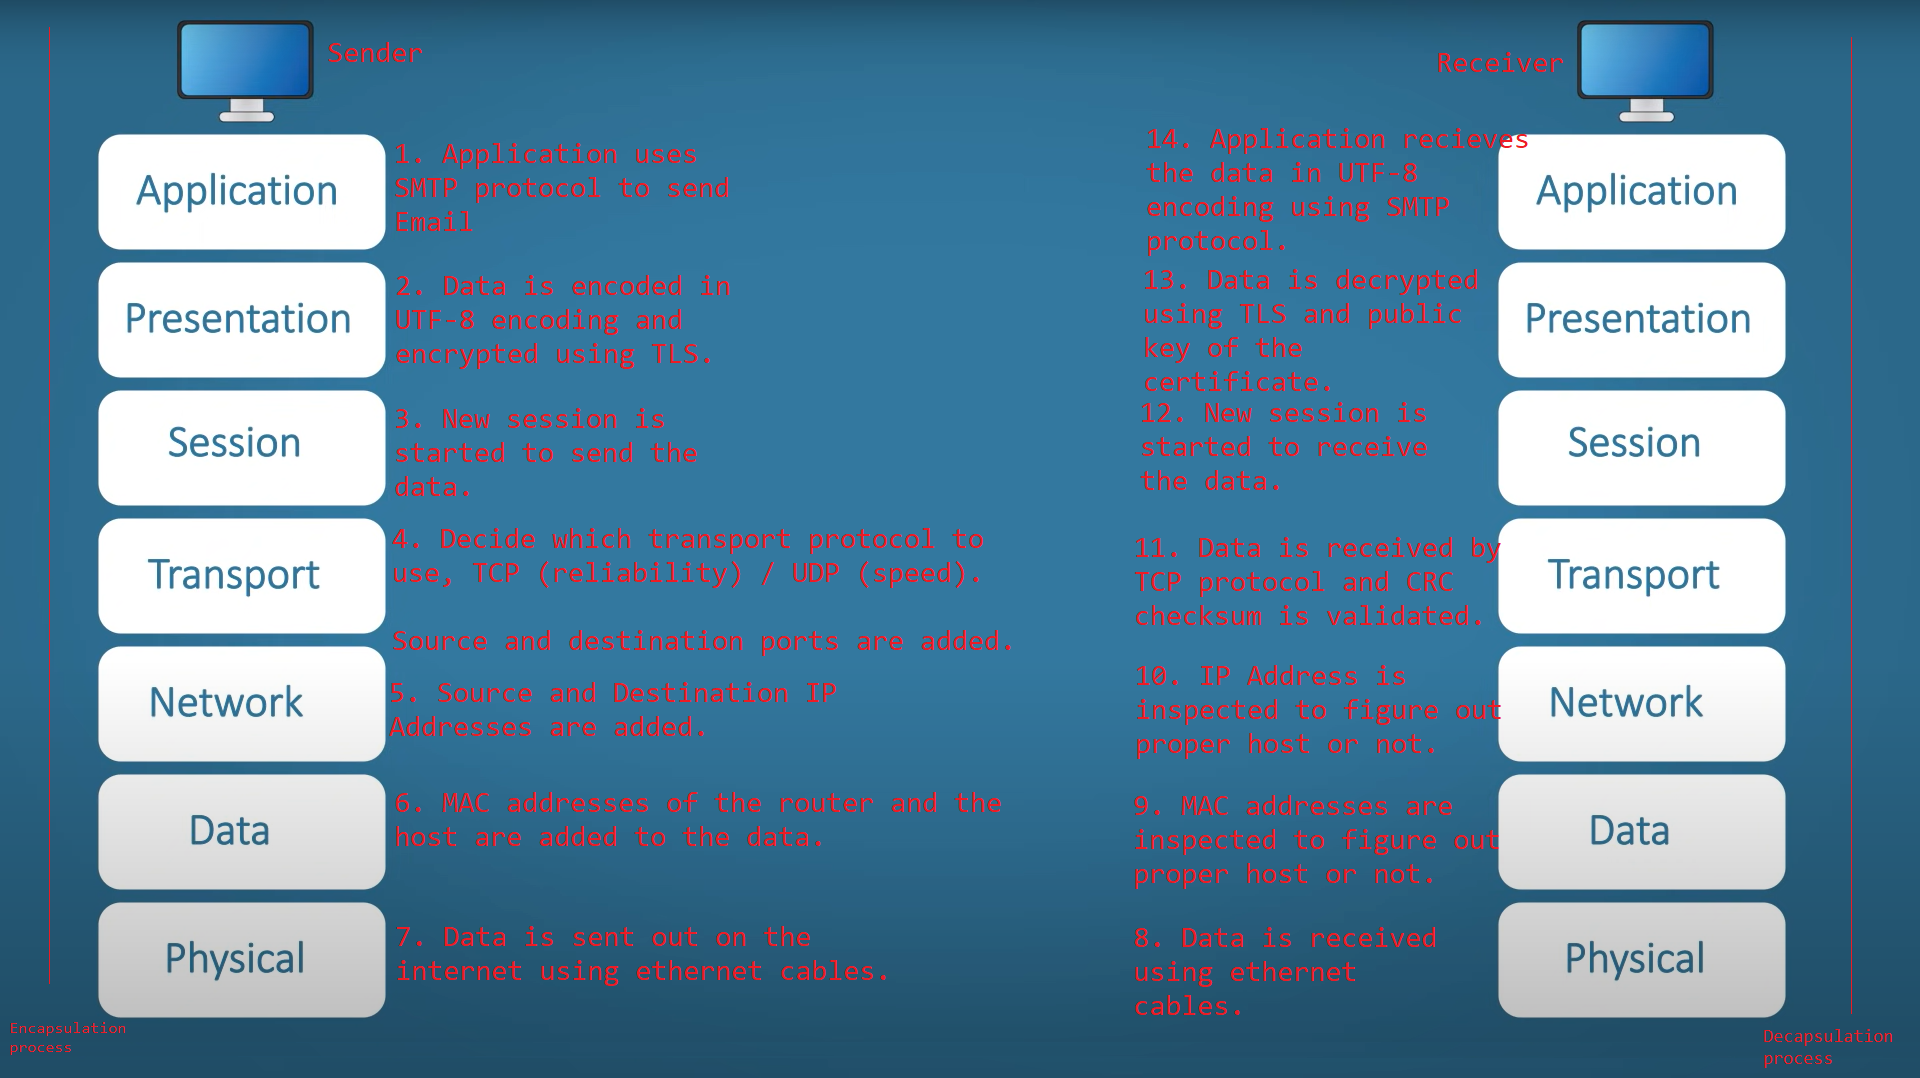 Sender
Application
1. Application uses
SMTP protocol to send
Email
Presentation
2. Data is encoded in
UTF-8 encoding and
encrypted using TLS.
Session
3. New session is
started to send the
data.
Transport
4. Decide which transport protocol to
use, TCP (reliability) / UDP (speed).
Source and destination ports are added.
Network
5. Source and Destination IP
Addresses are added.
Data
6. MAC addresses of the router and the
host are added to the data.
Physical
7. Data is sent out on the
internet using ethernet cables.
Encapsulation
process
Receiver
14. Application recieves
the data in UTF-8
encoding using SMTP
protocol.
Application
13. Data is decrypted
using TLS and public
key of the
certificate.
Presentation
12. New session is
started to receive
the data.
Session
11. Data is received by
TCP protocol and CRC
checksum is validated.
Transport
10. IP Address is
inspected to figure out
proper host or not.
Network
9. MAC addresses are
inspected to figure out
proper host or not.
Data
8. Data is received
using ethernet
cables.
Physical
Decapsulation
process